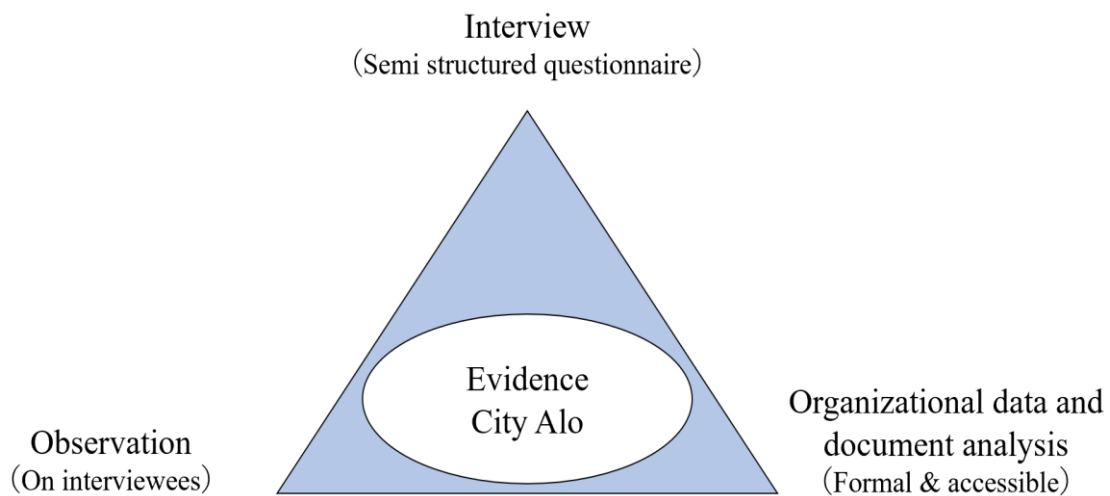 Interview
（Semi structured questionnaire）
Evidence
City Alo
Observation
（On interviewees）
Organizational data and
document analysis
（Formal & accessible）